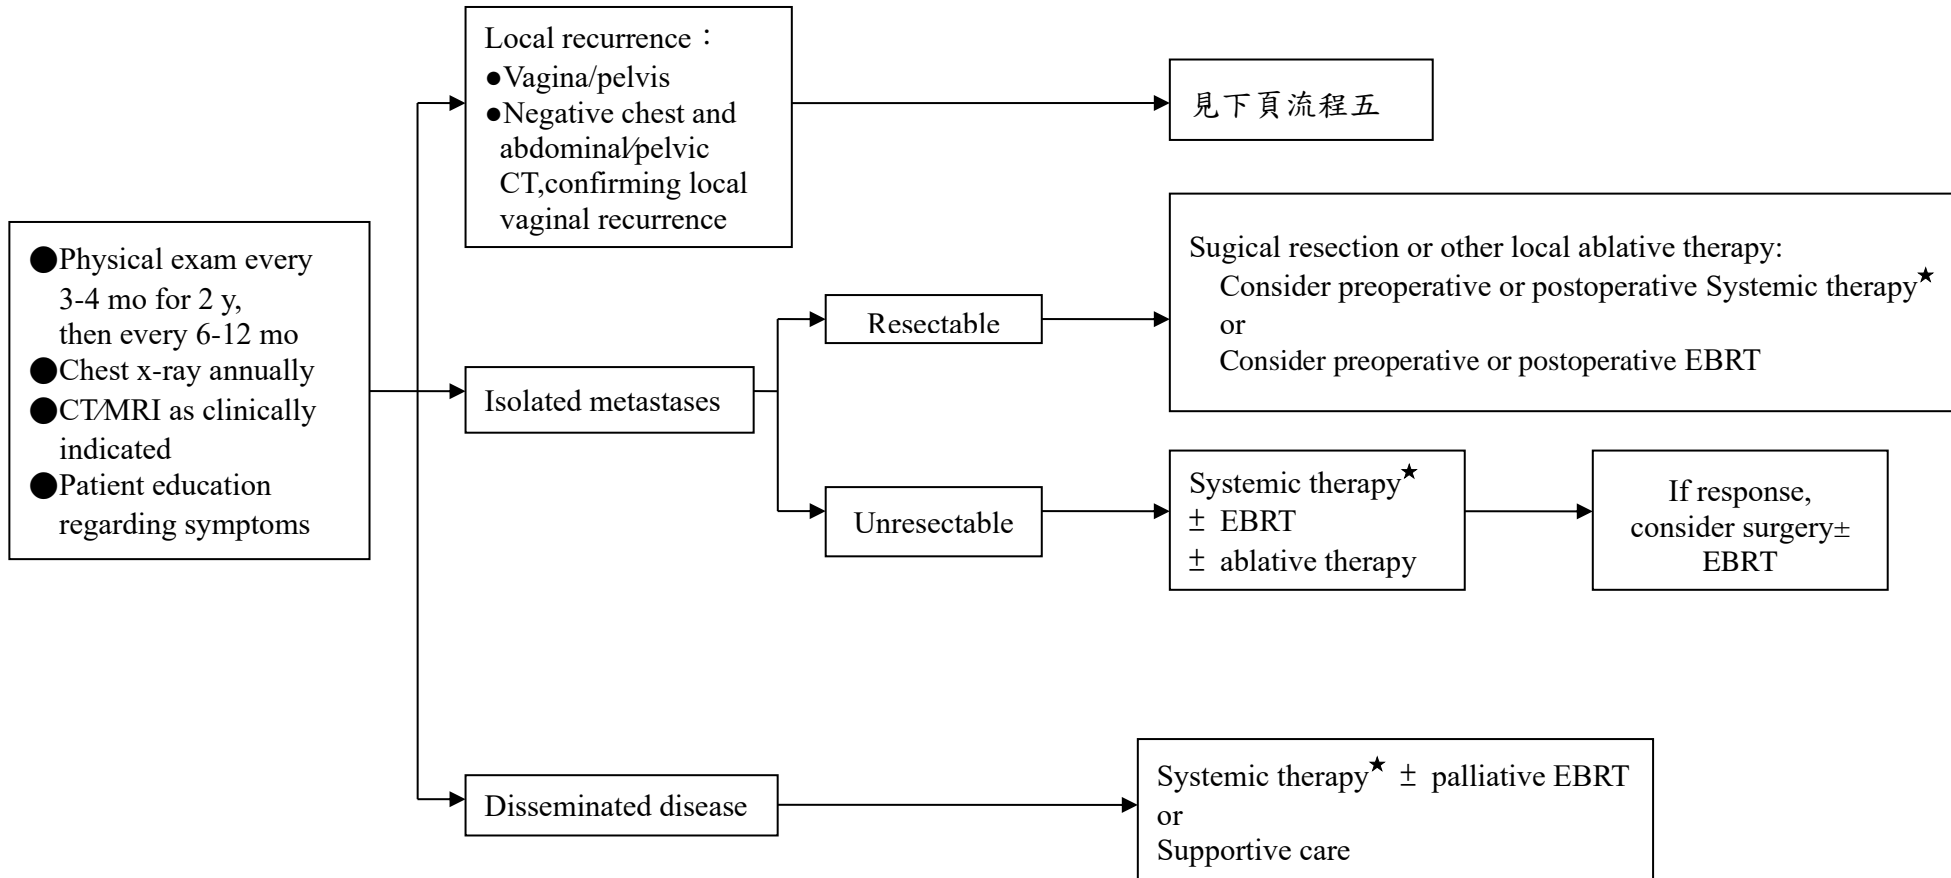 Local recurrence：
●Vagina/pelvis
●Negative chest and
abdominal∕pelvic
CT,confirming local
vaginal recurrence
見下頁流程五
●Physical exam every
3-4 mo for 2 y,
then every 6-12 mo
●Chest x-ray annually
●CT∕MRI as clinically
indicated
●Patient education
regarding symptoms
Isolated metastases
Resectable
Sugical resection or other local ablative therapy:
Consider preoperative or postoperative Systemic therapy★
or
Consider preoperative or postoperative EBRT
Unresectable
Systemic therapy★
± EBRT
± ablative therapy
If response,
consider surgery±
EBRT
Disseminated disease
Systemic therapy★ ± palliative EBRT
or
Supportive care